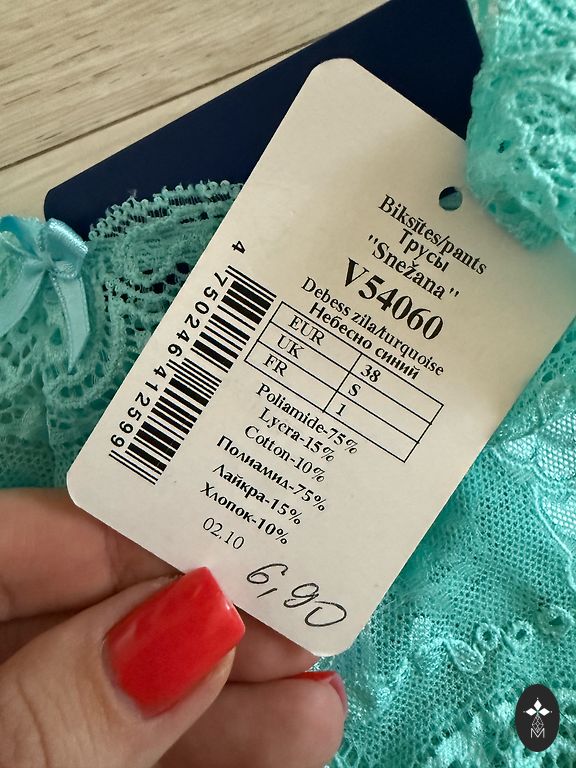 Biksītes/pants
Трусы
"Snežana"
V54060
Debess zila/turquoise
Небесно синий
EUR 38
UK S
FR 1
Poliamide-75%
Lycra-15%
Cotton-10%
Полиамид-75%
Лайкра-15%
Хлопок-10%
02.10
6,90
4 750246 412599
M